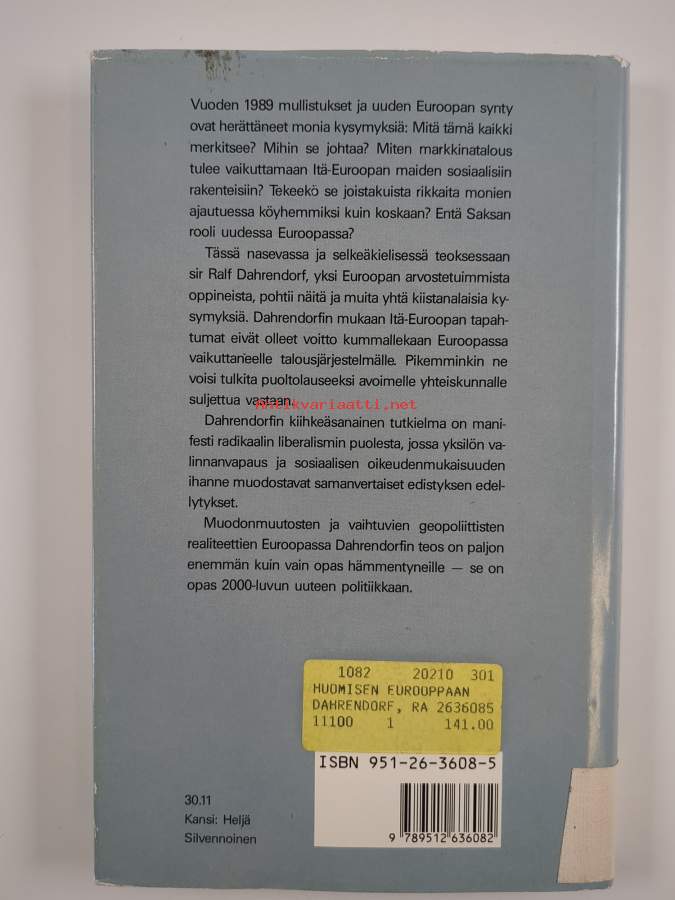 Vuoden 1989 mullistukset ja uuden Euroopan synty
ovat herättäneet monia kysymyksiä: Mitä tämä kaikki
merkitsee? Mihin se johtaa? Miten markkinatalous
tulee vaikuttamaan Itä-Euroopan maiden sosiaalisiin
rakenteisiin? Tekeekö se joistakuista rikkaita monien
ajautuessa köyhemmiksi kuin koskaan? Entä Saksan
rooli uudessa Euroopassa?
Tässä nasevassa ja selkeäkielisessä teoksessaan
sir Ralf Dahrendorf, yksi Euroopan arvostetuimmista
oppineista, pohtii näitä ja muita yhtä kiistanalaisia ky-
symyksiä. Dahrendorfin mukaan Itä-Euroopan tapah-
tumat eivät olleet voitto kummallekaan Euroopassa
vaikuttaneelle talousjärjestelmälle. Pikemminkin ne
voisi tulkita puoltolauseeksi avoimelle yhteiskunnalle
suljettua vastaan.
Antikvariaatti.net
Dahrendorfin kiihkeäsanainen tutkielma on mani-
festi radikaalin liberalismin puolesta, jossa yksilön va-
linnanvapaus ja sosiaalisen oikeudenmukaisuuden
ihanne muodostavat samanvertaiset edistyksen edel-
lytykset.
Muodonmuutosten ja vaihtuvien geopoliittisten
realiteettien Euroopassa Dahrendorfin teos on paljon
enemmän kuin vain opas hämmentyneille — se on
opas 2000-luvun uuteen politiikkaan.
1082 20210 301
HUOMISEN EUROOPPAAN
DAHRENDORF, RA 2636085
11100 1 141.00
ISBN 951-26-3608-5
9 789512 636082
30.11
Kansi: Heljä
Silvennoinen